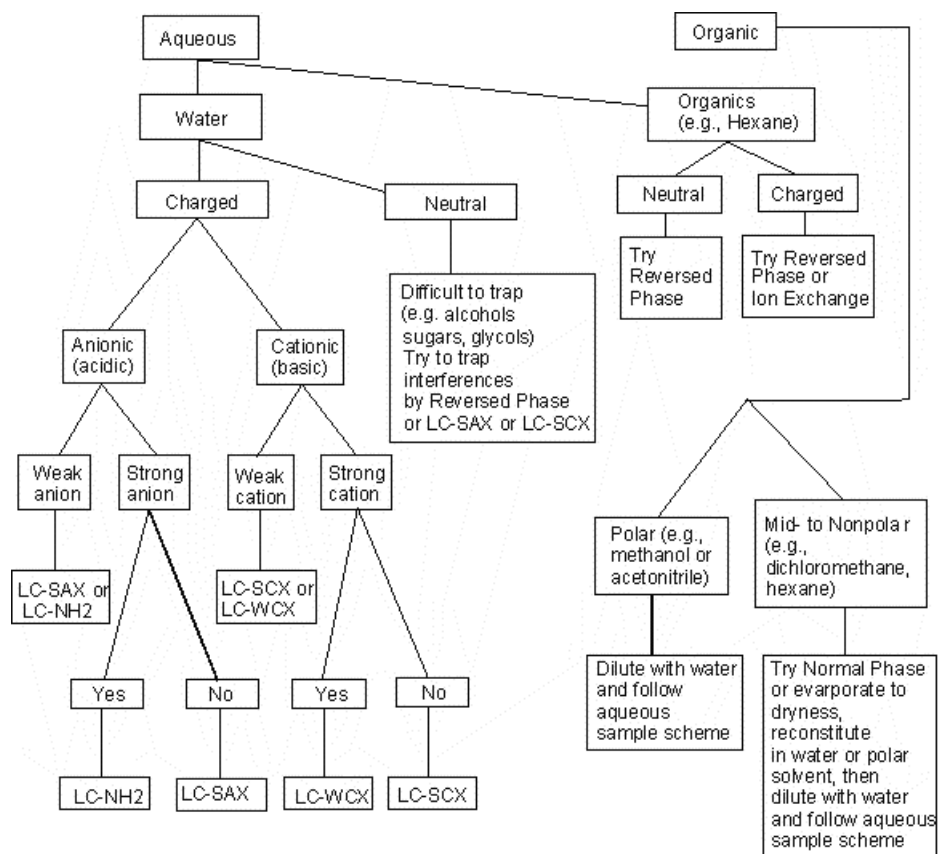 Aqueous
Organic
Water
Organics
(e.g., Hexane)
Charged
Neutral
Neutral
Charged
Try
Reversed
Phase
Try Reversed
Phase or
Ion Exchange
Difficult to trap
(e.g. alcohols
sugars, glycols)
Try to trap
interferences
by Reversed Phase
or LC-SAX or LC-SCX
Anionic
(acidic)
Cationic
(basic)
Weak
anion
Strong
anion
Weak
cation
Strong
cation
LC-SAX or
LC-NH2
LC-SCX or
LC-WCX
Polar (e.g.,
methanol or
acetonitrile)
Mid- to Nonpolar
(e.g.,
dichloromethane,
hexane)
Yes
No
Yes
No
LC-NH2
LC-SAX
LC-WCX
LC-SCX
Dilute with water
and follow
aqueous
sample scheme
Try Normal Phase
or evarporate to
dryness,
reconstitute
in water or polar
solvent, then
dilute with water
and follow aqueous
sample scheme